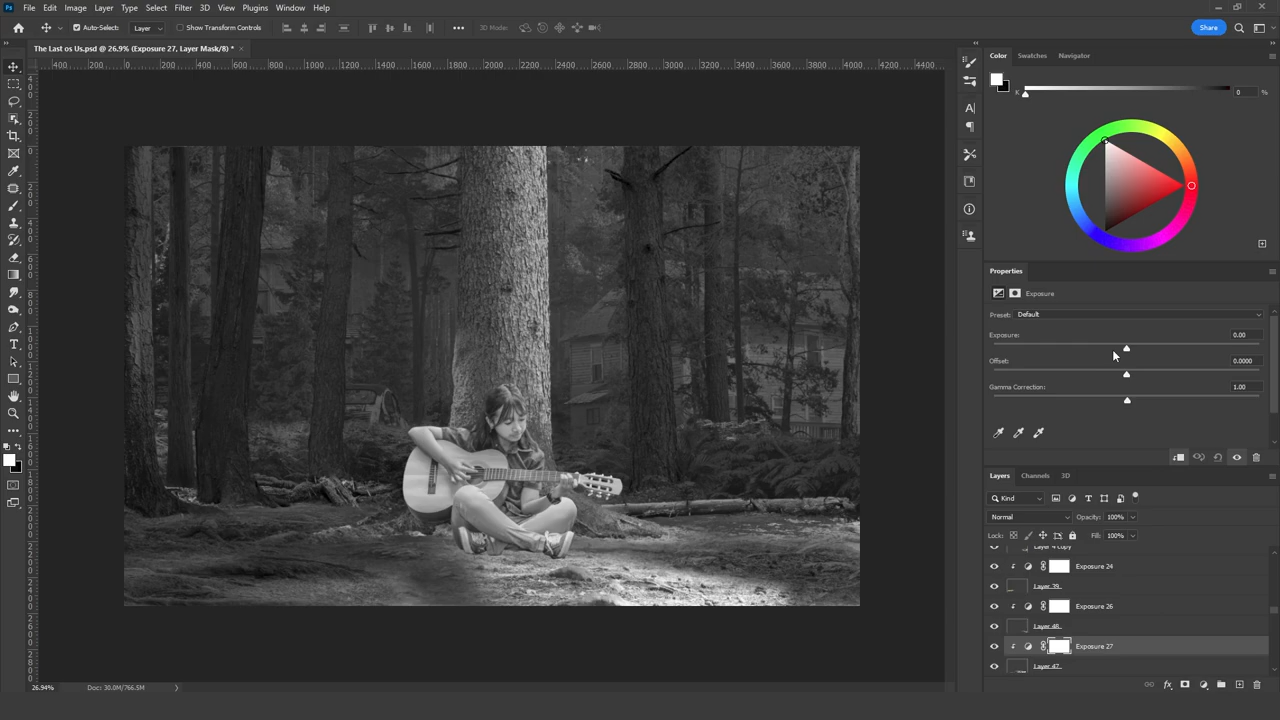 Ps File Edit Image Layer Type Select Filter 3D View Plugins Window Help
Auto-Select: Layer Show Transform Controls 3D Mode: Share
The Last os Us.psd @ 26.9% (Exposure 27, Layer Mask/8) *
400 200 0 200 400 600 800 1000 1200 1400 1600 1800 2000 2200 2400 2600 2800 3000 3200 3400 3600 3800 4000 4200 4400
Color Swatches Navigator
K 0 %
Properties
Exposure
Preset: Default
Exposure: 0.00
Offset: 0.0000
Gamma Correction: 1.00
Layers Channels 3D
Kind
Normal Opacity: 100%
Lock: Fill: 100%
Layer 4 copy
Exposure 24
Layer 39
Exposure 26
Layer 48
Exposure 27
Layer 47
26.94% Doc: 30.0M/766.5M